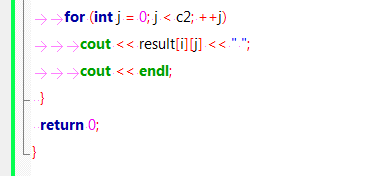 for (int j = 0; j < c2; ++j)
cout << result[i][j] << " ";
cout << endl;
}
return 0;
}